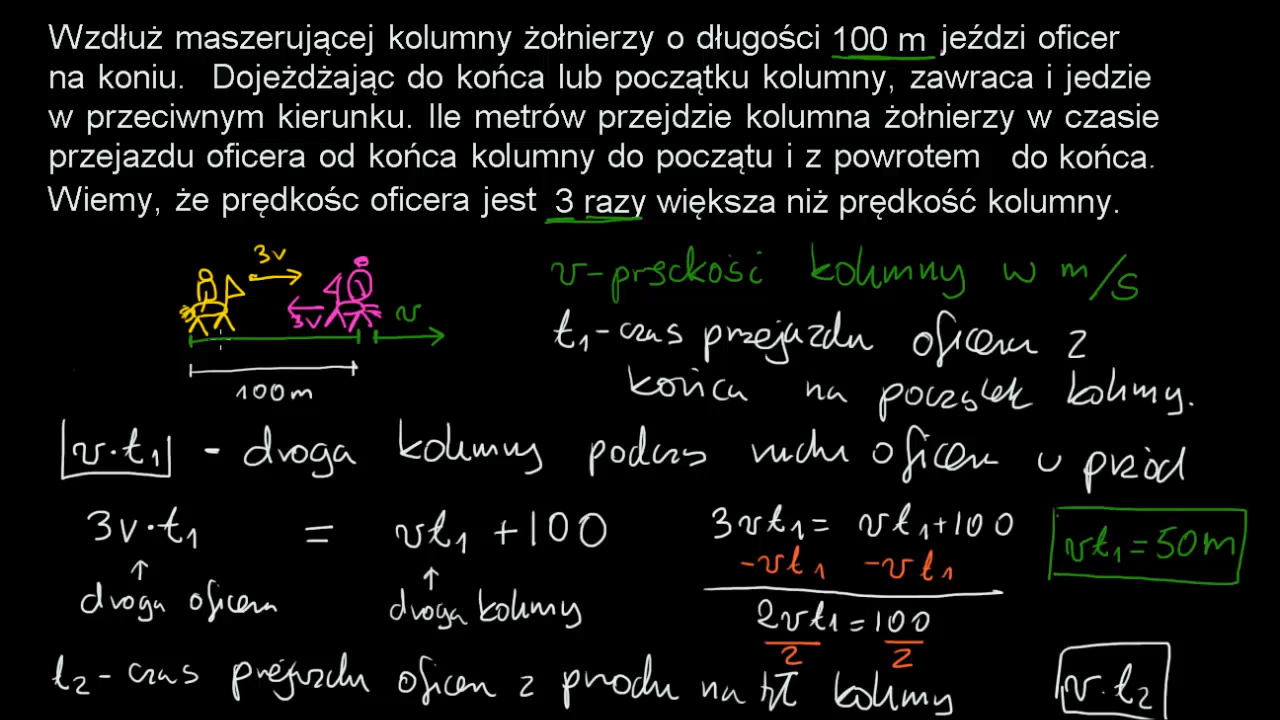 Wzdłuż maszerującej kolumny żołnierzy o długości 100 m jeździ oficer
na koniu. Dojeżdżając do końca lub początku kolumny, zawraca i jedzie
w przeciwnym kierunku. Ile metrów przejdzie kolumna żołnierzy w czasie
przejazdu oficera od końca kolumny do początu i z powrotem do końca.
Wiemy, że prędkośc oficera jest 3 razy większa niż prędkość kolumny.
3v
3v
v
100m
v - prędkość kolumny w m/s
t₁ - czas przejazdu oficera z
końca na początek kolumny.
v·t₁ - droga kolumny podczas ruchu oficera w przód
3v·t₁ = vt₁ + 100
↑ ↑
droga oficera droga kolumny
3vt₁ = vt₁ + 100
-vt₁ -vt₁
2vt₁ = 100
2 2
vt₁ = 50m
t₂ - czas przejazdu oficera z przodu na tył kolumny
v·t₂